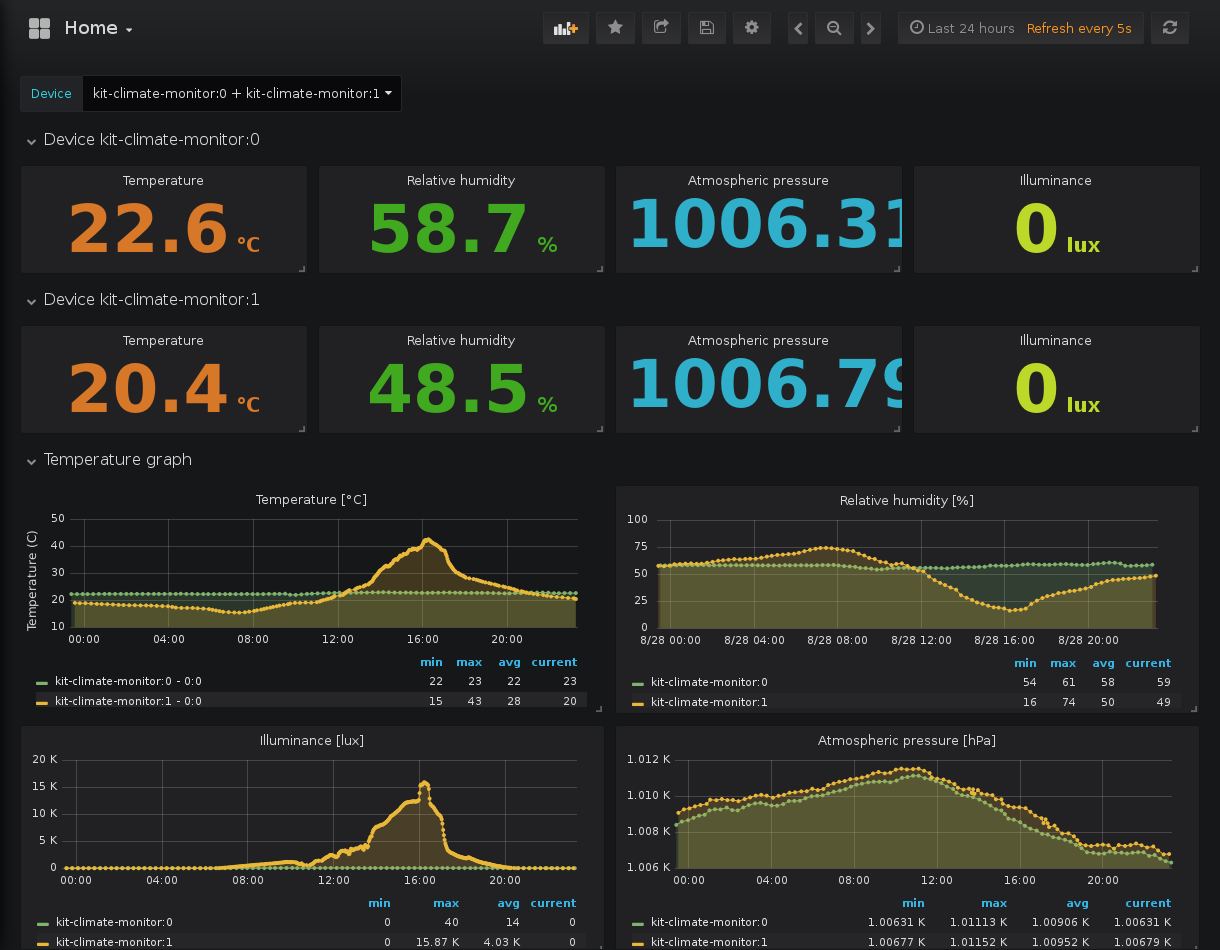 Home
Last 24 hours Refresh every 5s
Device kit-climate-monitor:0 + kit-climate-monitor:1
Device kit-climate-monitor:0
Temperature Relative humidity Atmospheric pressure Illuminance
22.6 °C 58.7 % 1006.31 0 lux
Device kit-climate-monitor:1
Temperature Relative humidity Atmospheric pressure Illuminance
20.4 °C 48.5 % 1006.79 0 lux
Temperature graph
Temperature [°C]
Temperature (C)
50
40
30
20
10
00:00 04:00 08:00 12:00 16:00 20:00
min max avg current
kit-climate-monitor:0 - 0:0 22 23 22 23
kit-climate-monitor:1 - 0:0 15 43 28 20
Relative humidity [%]
100
75
50
25
0
8/28 00:00 8/28 04:00 8/28 08:00 8/28 12:00 8/28 16:00 8/28 20:00
min max avg current
kit-climate-monitor:0 54 61 58 59
kit-climate-monitor:1 16 74 50 49
Illuminance [lux]
20 K
15 K
10 K
5 K
0
00:00 04:00 08:00 12:00 16:00 20:00
min max avg current
kit-climate-monitor:0 0 40 14 0
kit-climate-monitor:1 0 15.87 K 4.03 K 0
Atmospheric pressure [hPa]
1.012 K
1.010 K
1.008 K
1.006 K
00:00 04:00 08:00 12:00 16:00 20:00
min max avg current
kit-climate-monitor:0 1.00631 K 1.01113 K 1.00906 K 1.00631 K
kit-climate-monitor:1 1.00677 K 1.01152 K 1.00952 K 1.00679 K